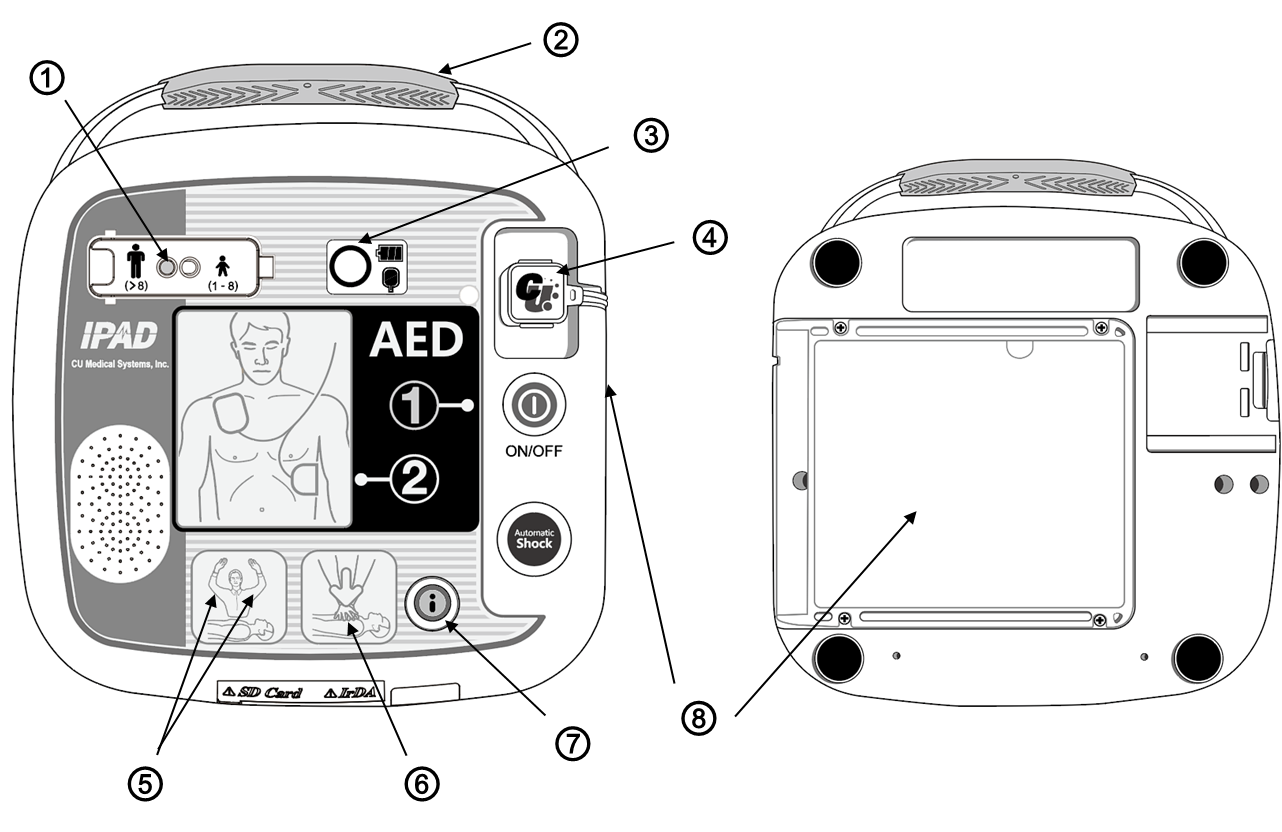 ②
①
③
④
(>8)
(1 - 8)
CU
IPAD
CU Medical Systems, Inc.
AED
1
ON/OFF
2
Automatic
Shock
i
⚠ SD Card ⚠ IrDA
⑧
⑦
⑤
⑥